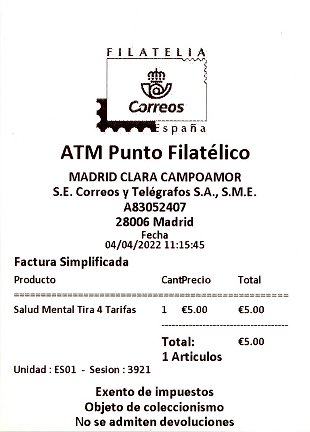 FILATELIA
Correos
España
ATM Punto Filatélico
MADRID CLARA CAMPOAMOR
S.E. Correos y Telégrafos S.A., S.M.E.
A83052407
28006 Madrid
Fecha
04/04/2022 11:15:45
Factura Simplificada
Producto CantPrecio Total
Salud Mental Tira 4 Tarifas 1 €5.00 €5.00
Total: €5.00
1 Articulos
Unidad : ES01 - Sesion : 3921
Exento de impuestos
Objeto de coleccionismo
No se admiten devoluciones